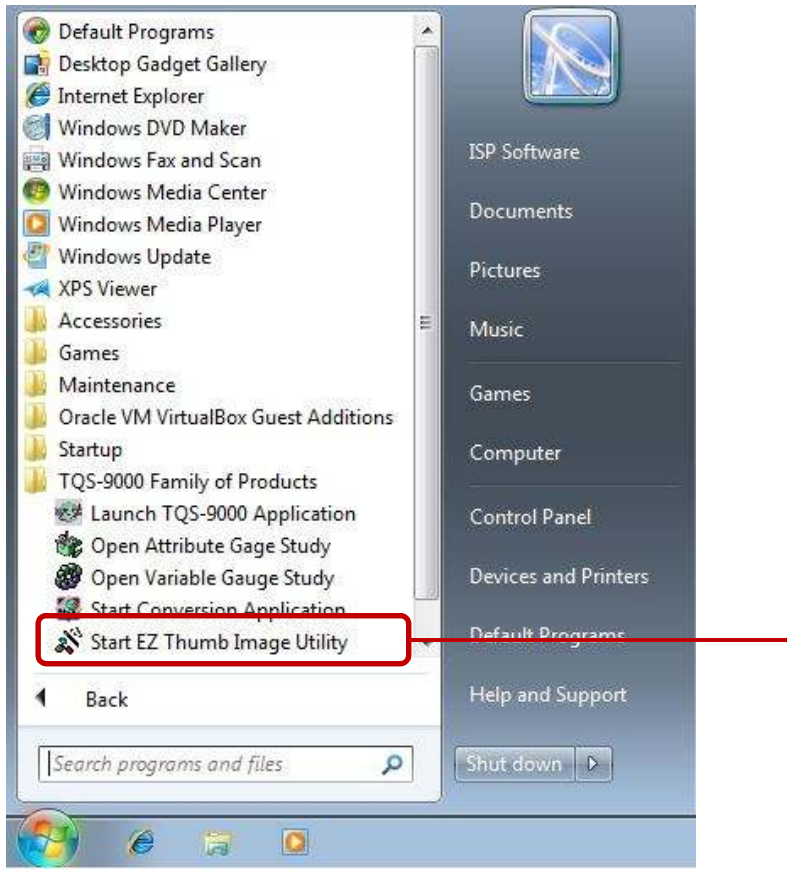 Default Programs
Desktop Gadget Gallery
Internet Explorer
Windows DVD Maker
Windows Fax and Scan
Windows Media Center
Windows Media Player
Windows Update
XPS Viewer
Accessories
Games
Maintenance
Oracle VM VirtualBox Guest Additions
Startup
TQS-9000 Family of Products
Launch TQS-9000 Application
Open Attribute Gage Study
Open Variable Gauge Study
Start Conversion Application
Start EZ Thumb Image Utility
Back
Search programs and files
ISP Software
Documents
Pictures
Music
Games
Computer
Control Panel
Devices and Printers
Default Programs
Help and Support
Shut down